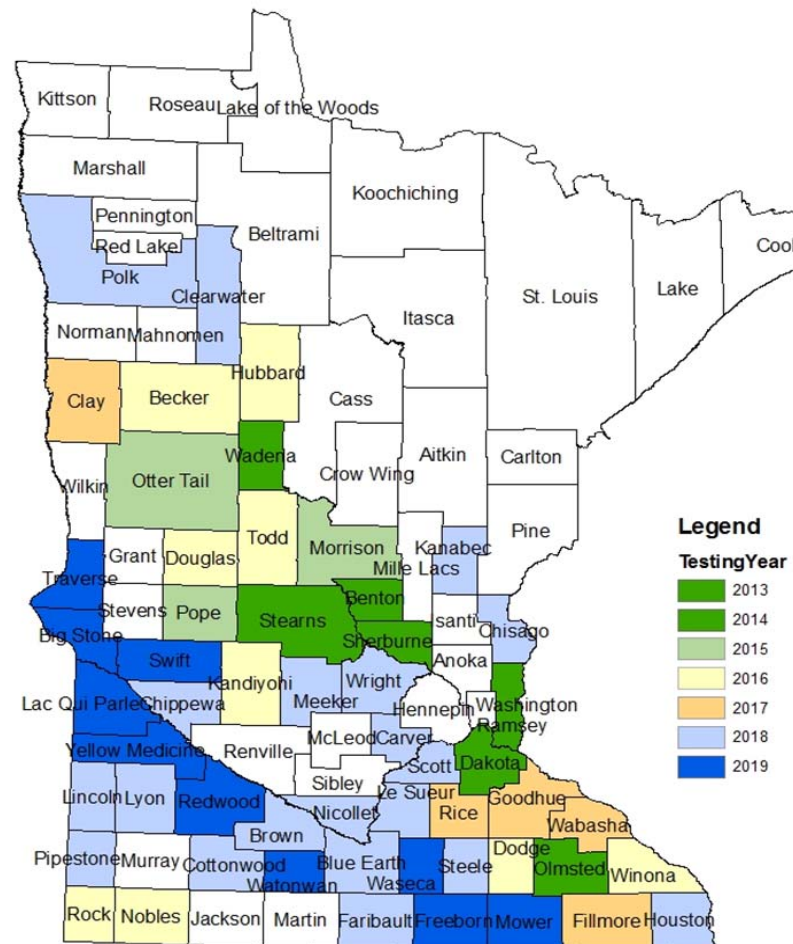 Kittson
Roseau
Lake of the Woods
Marshall
Koochiching
Pennington
Beltrami
Red Lake
Polk
Clearwater
St. Louis
Lake
Cool
Itasca
Norman
Mahnomen
Hubbard
Clay
Becker
Cass
Wadena
Aitkin
Carlton
Otter Tail
Crow Wing
Wilkin
Todd
Pine
Grant
Douglas
Morrison
Kanabec
Mille Lacs
Traverse
Stevens
Pope
Benton
Stearns
Isanti
Chisago
Big Stone
Sherburne
Swift
Anoka
Kandiyohi
Wright
Lac Qui Parle
Chippewa
Meeker
Hennepin
Washington
Ramsey
McLeod
Carver
Yellow Medicine
Renville
Scott
Dakota
Sibley
Lincoln
Lyon
Redwood
Le Sueur
Goodhue
Nicollet
Rice
Wabasha
Brown
Pipestone
Murray
Cottonwood
Blue Earth
Steele
Dodge
Olmsted
Winona
Watonwan
Waseca
Rock
Nobles
Jackson
Martin
Faribault
Freeborn
Mower
Fillmore
Houston
Legend
TestingYear
2013
2014
2015
2016
2017
2018
2019